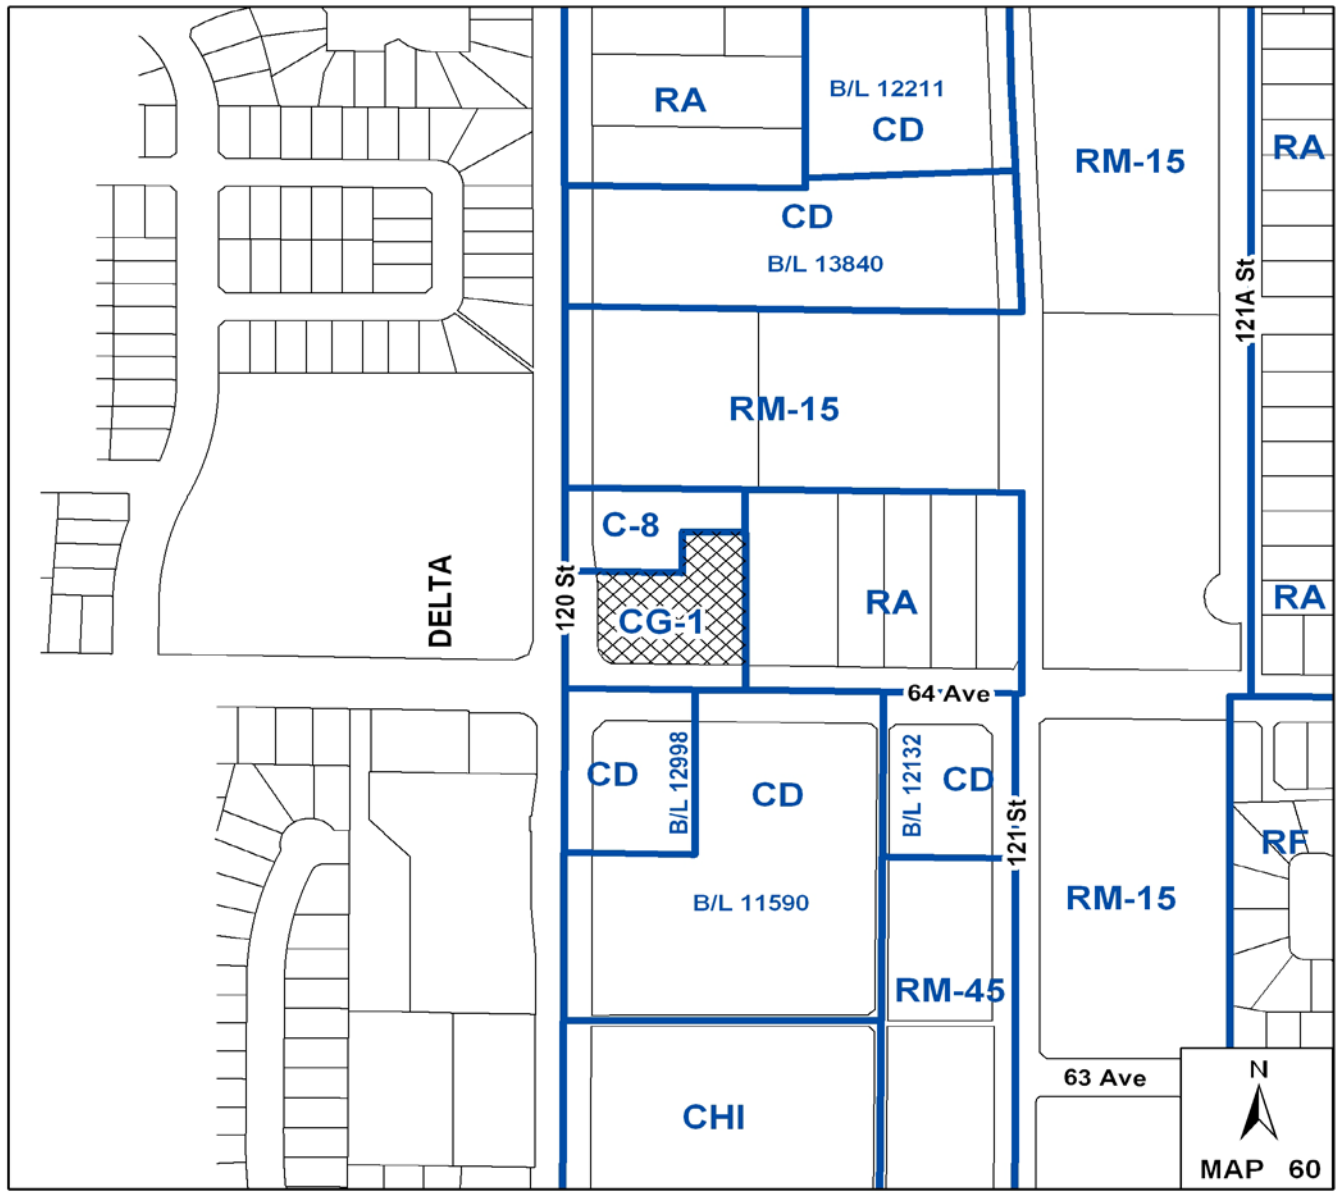 B/L 12211
RA
CD
RA
RM-15
CD
B/L 13840
121A St
RM-15
C-8
DELTA
120 St
CG-1
RA
RA
64 Ave
CD
B/L 12998
CD
B/L 12132
CD
121 St
RF
B/L 11590
RM-15
RM-45
63 Ave
CHI
N
MAP 60